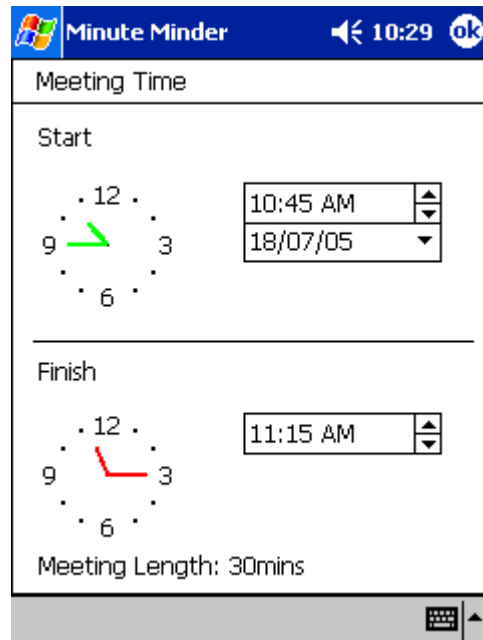 Minute Minder 10:29 ok
Meeting Time
Start
12
9 3
6
10:45 AM
18/07/05
Finish
12
9 3
6
11:15 AM
Meeting Length: 30mins